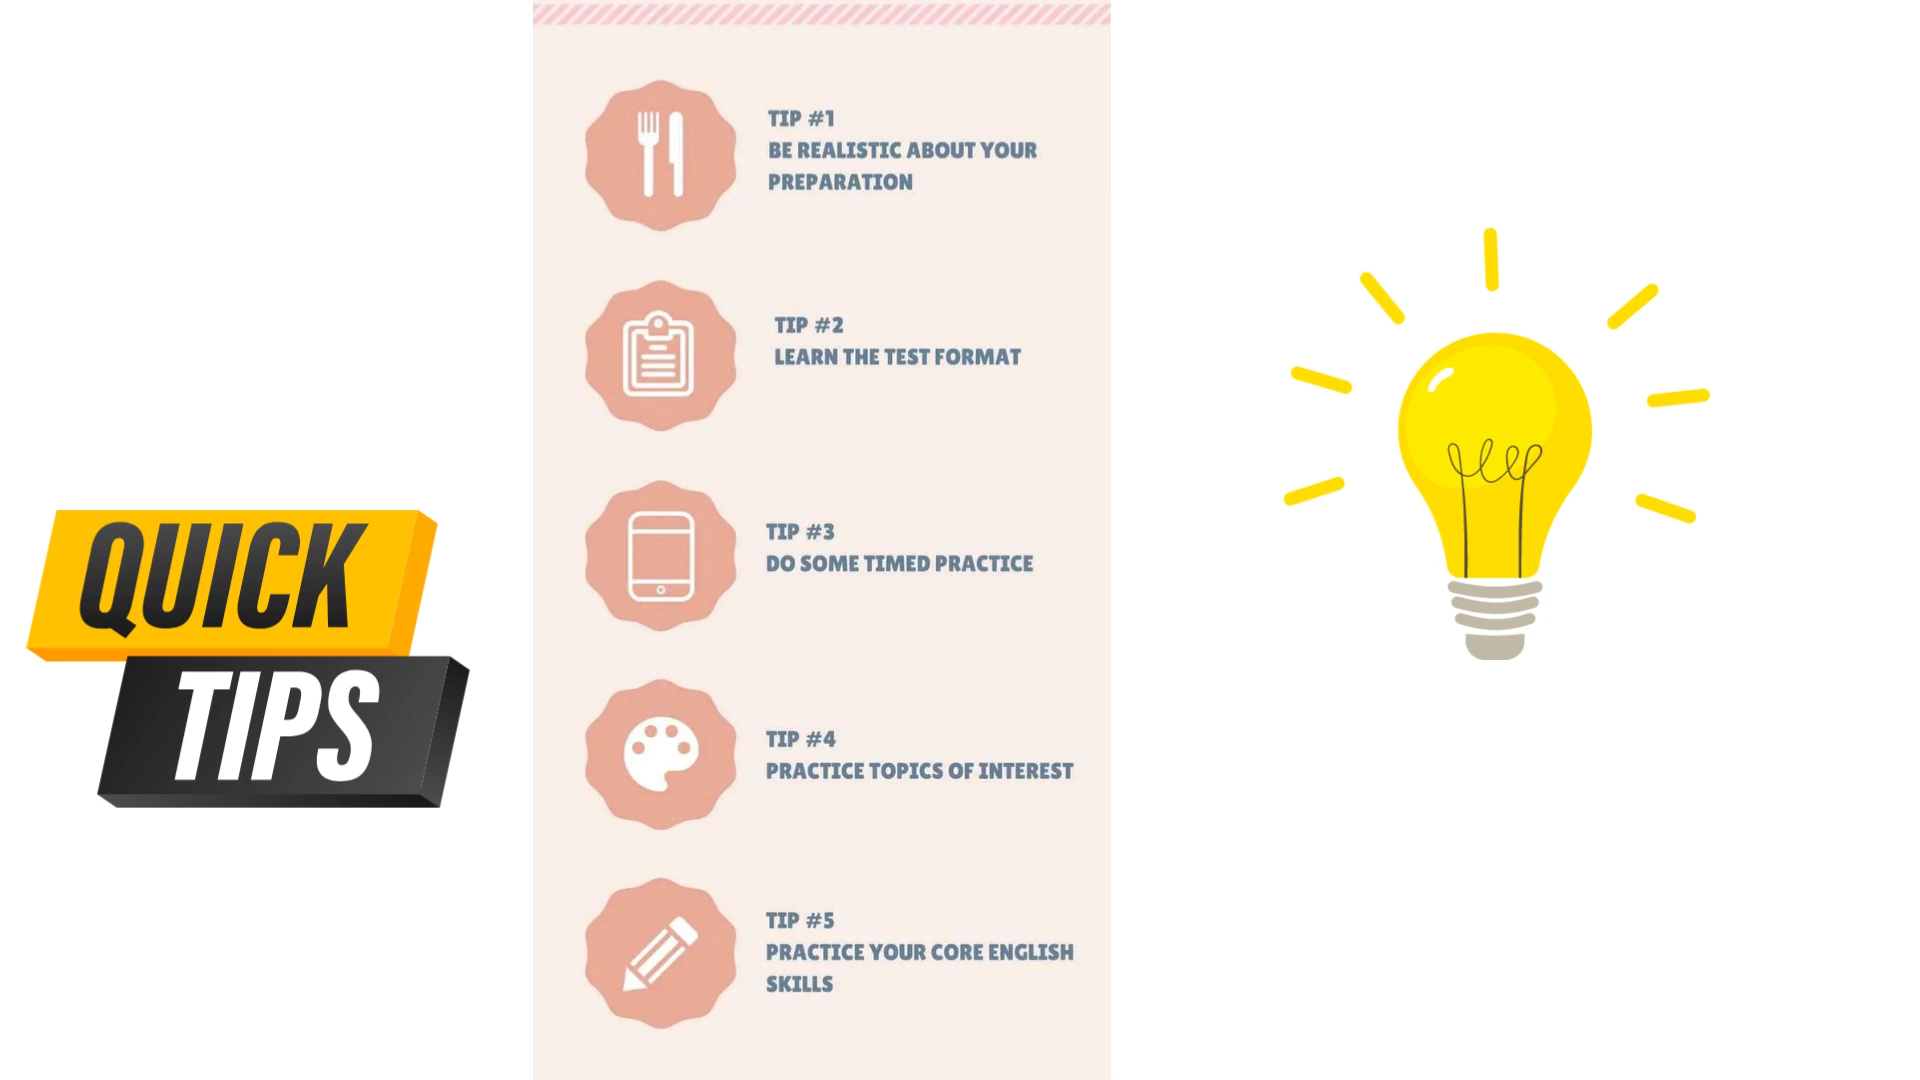 QUICK
TIPS
TIP #1
BE REALISTIC ABOUT YOUR
PREPARATION
TIP #2
LEARN THE TEST FORMAT
TIP #3
DO SOME TIMED PRACTICE
TIP #4
PRACTICE TOPICS OF INTEREST
TIP #5
PRACTICE YOUR CORE ENGLISH
SKILLS